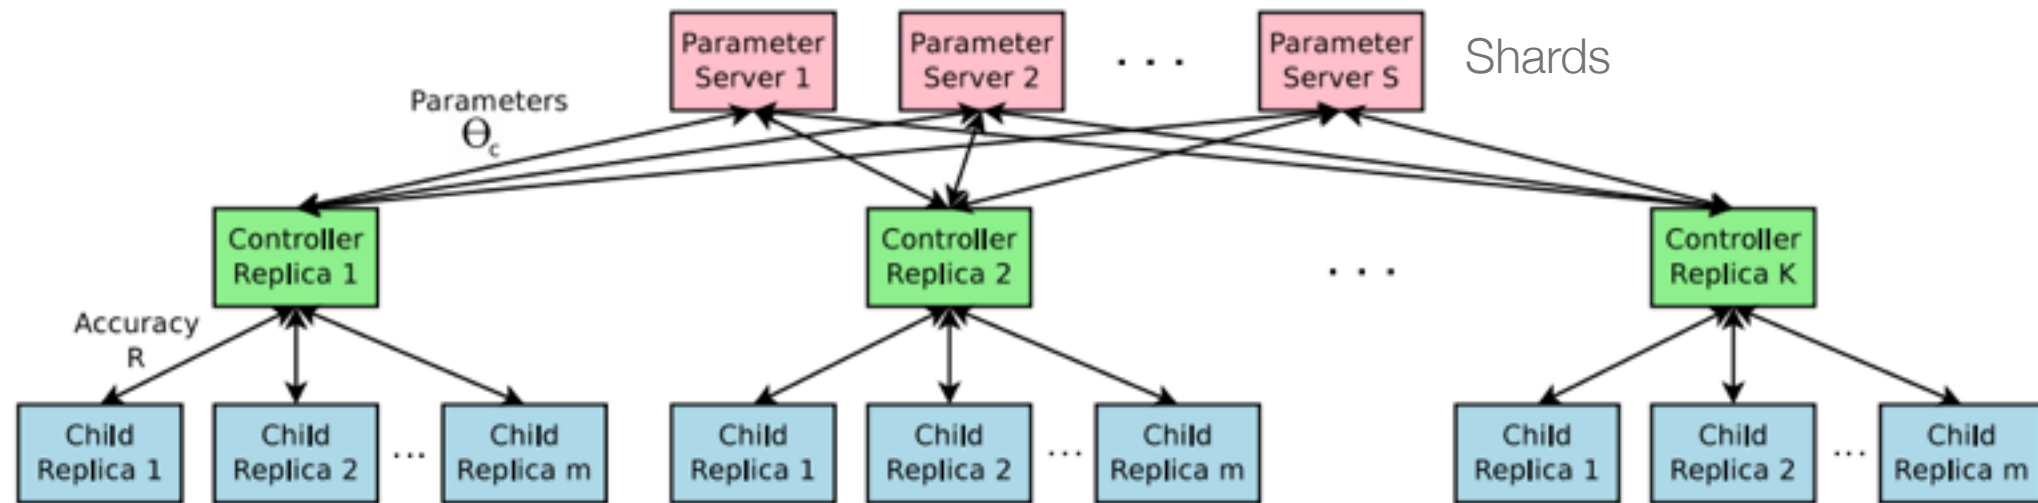 Parameter
Server 1
Parameter
Server 2
. . .
Parameter
Server S
Shards
Parameters
Θc
Controller
Replica 1
Controller
Replica 2
. . .
Controller
Replica K
Accuracy
R
Child
Replica 1
Child
Replica 2
...
Child
Replica m
Child
Replica 1
Child
Replica 2
...
Child
Replica m
Child
Replica 1
Child
Replica 2
...
Child
Replica m